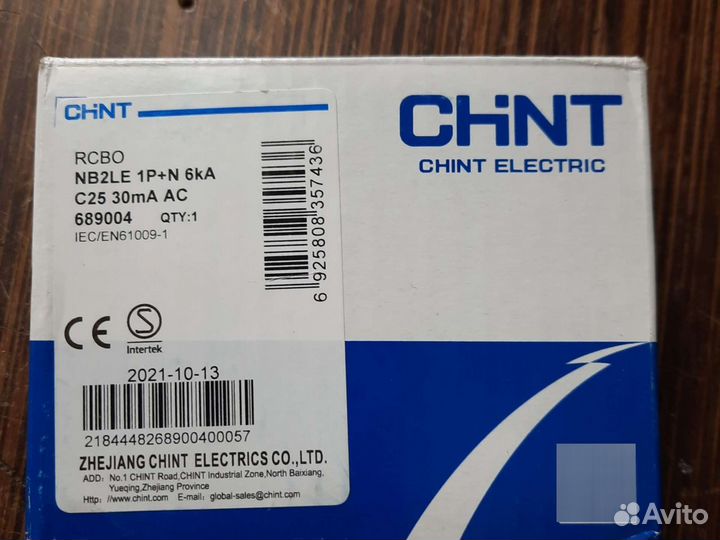 CHINT
RCBO
NB2LE 1P+N 6kA
C25 30mA AC
689004 QTY:1
IEC/EN61009-1
6 925808 357436
CE
S
Intertek
2021-10-13
2184448268900400057
ZHEJIANG CHINT ELECTRICS CO.,LTD.
ADD: No.1 CHINT Road,CHINT Industrial Zone,North Baixiang,
Yueqing,Zhejiang Province
Http://www.chint.com E-mail: global-sales@chint.com
CHINT
CHINT ELECTRIC
Avito